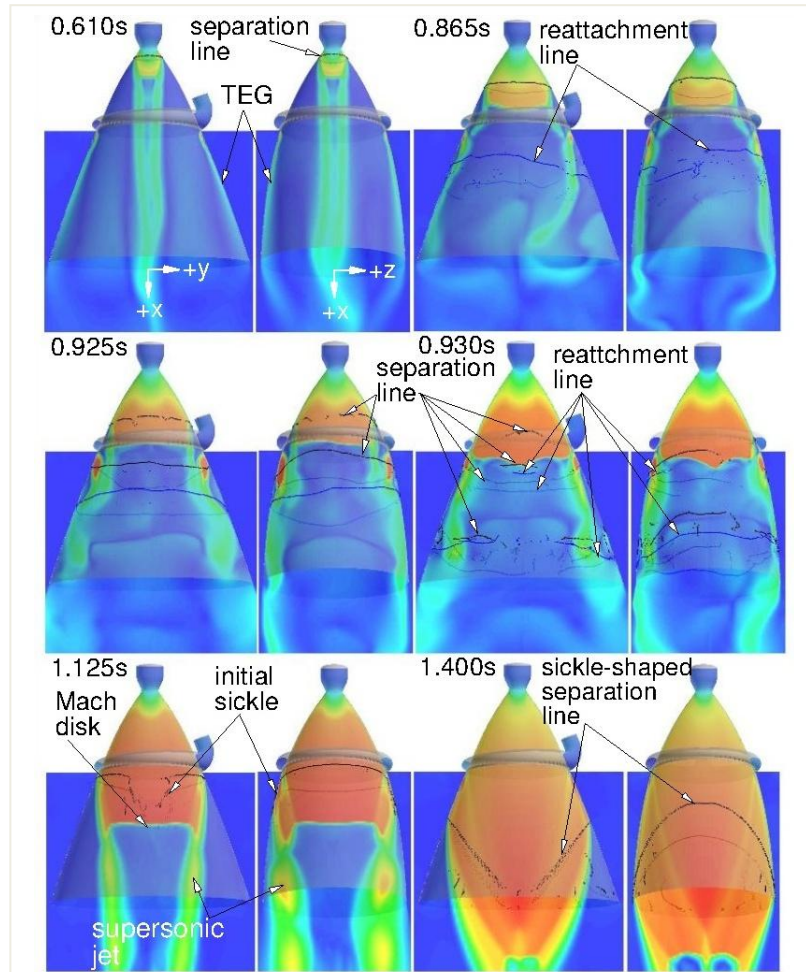 0.610s
separation
line
TEG
+y
+x
+z
+x
0.865s
reattachment
line
0.925s
separation
line
0.930s
reattchment
line
1.125s
Mach
disk
initial
sickle
supersonic
jet
1.400s
sickle-shaped
separation
line